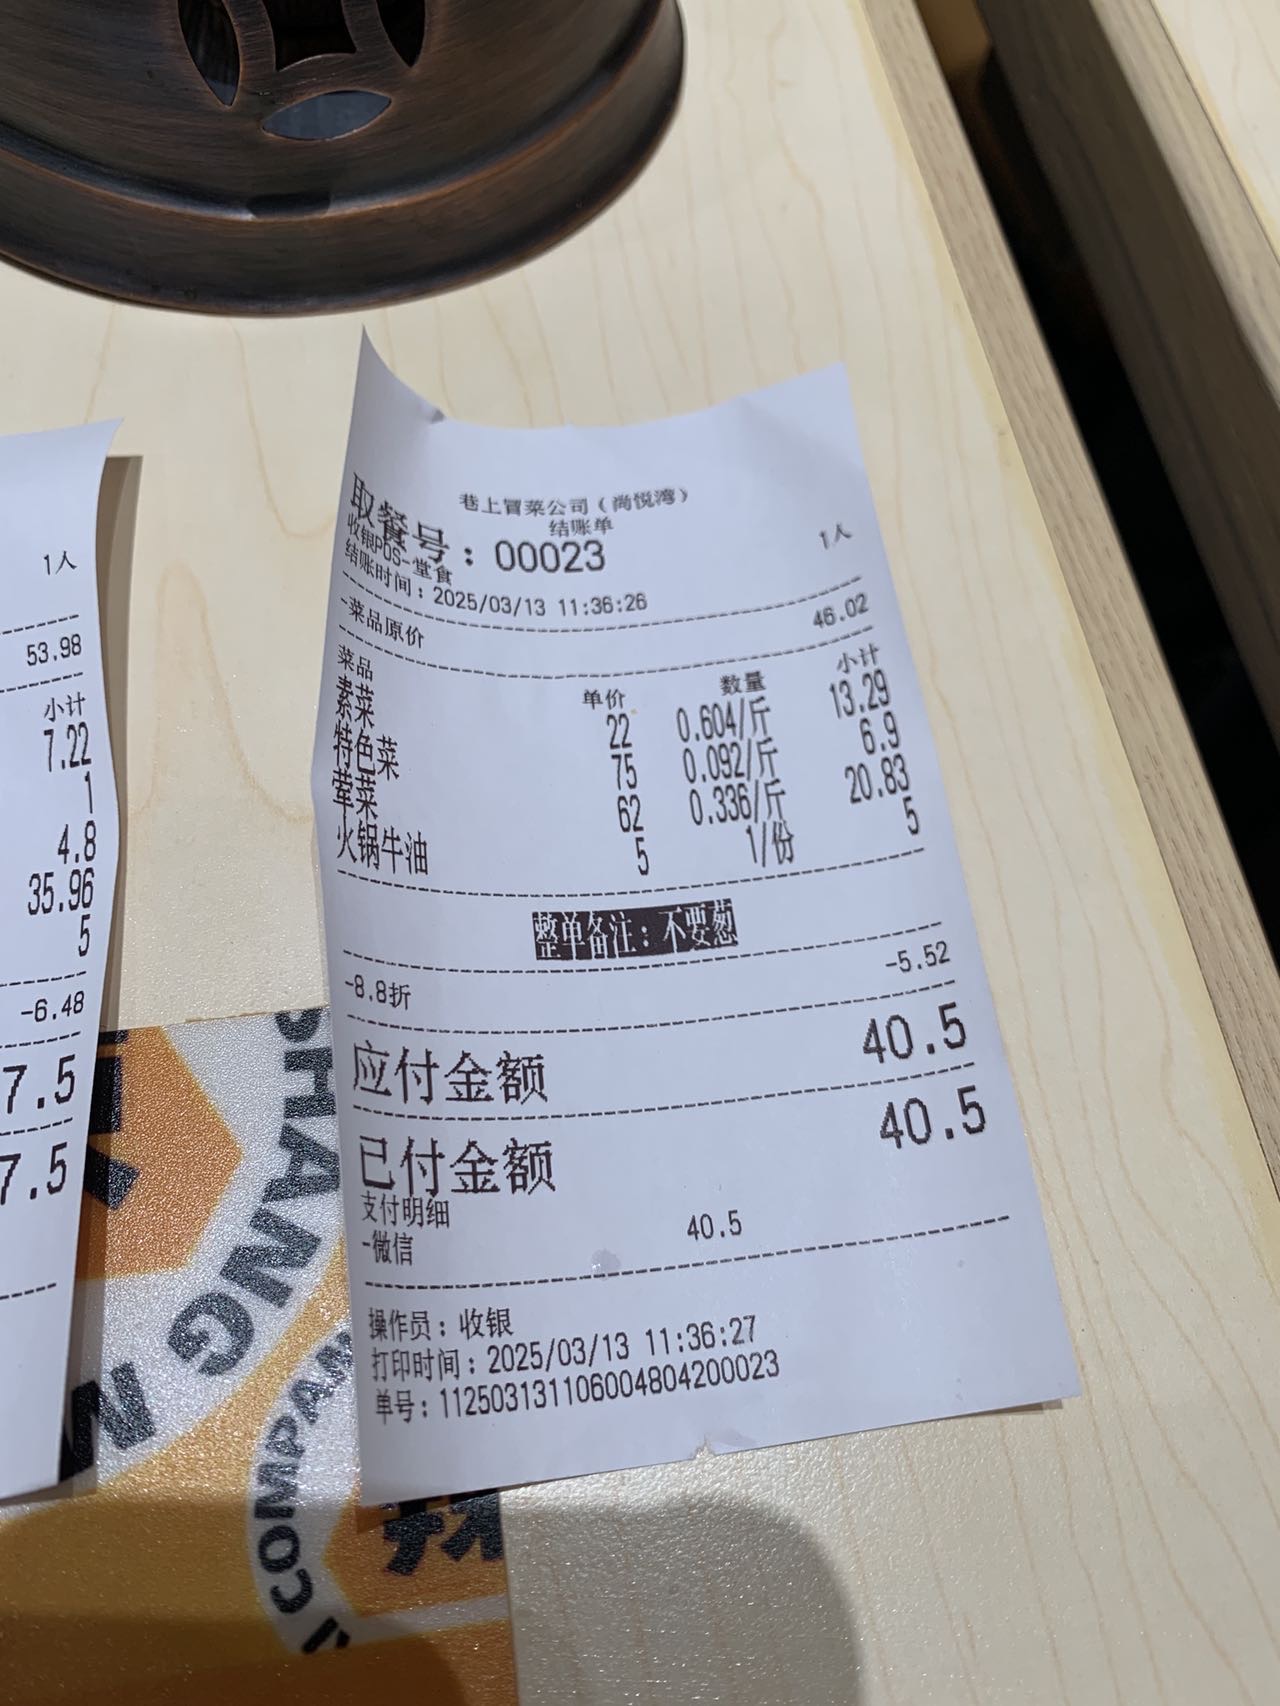 1人
53.98
小计
7.22
1
4.8
35.96
5
-6.48
7.5
7.5
巷上冒菜公司（尚悦湾）
结账单
取餐号：00023
收银POS-堂食 1人
结账时间：2025/03/13 11:36:26
-菜品原价 46.02
菜品 单价 数量 小计
素菜 22 0.604/斤 13.29
特色菜 75 0.092/斤 6.9
荤菜 62 0.336/斤 20.83
火锅牛油 5 1/份 5
整单备注：不要葱
-8.8折 -5.52
应付金额 40.5
已付金额 40.5
支付明细
-微信 40.5
操作员：收银
打印时间：2025/03/13 11:36:27
单号：112503131106004804200023
SHANG
COMPAN